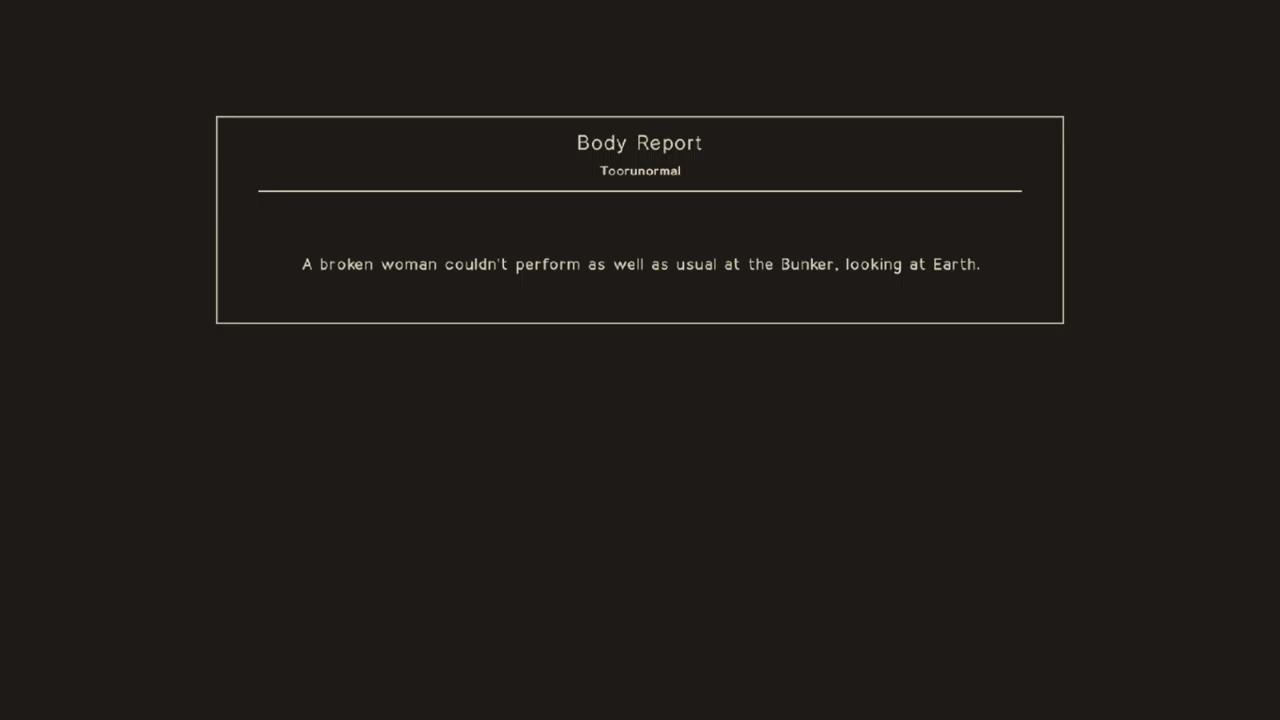 Body Report
Toorunormal
A broken woman couldn't perform as well as usual at the Bunker, looking at Earth.